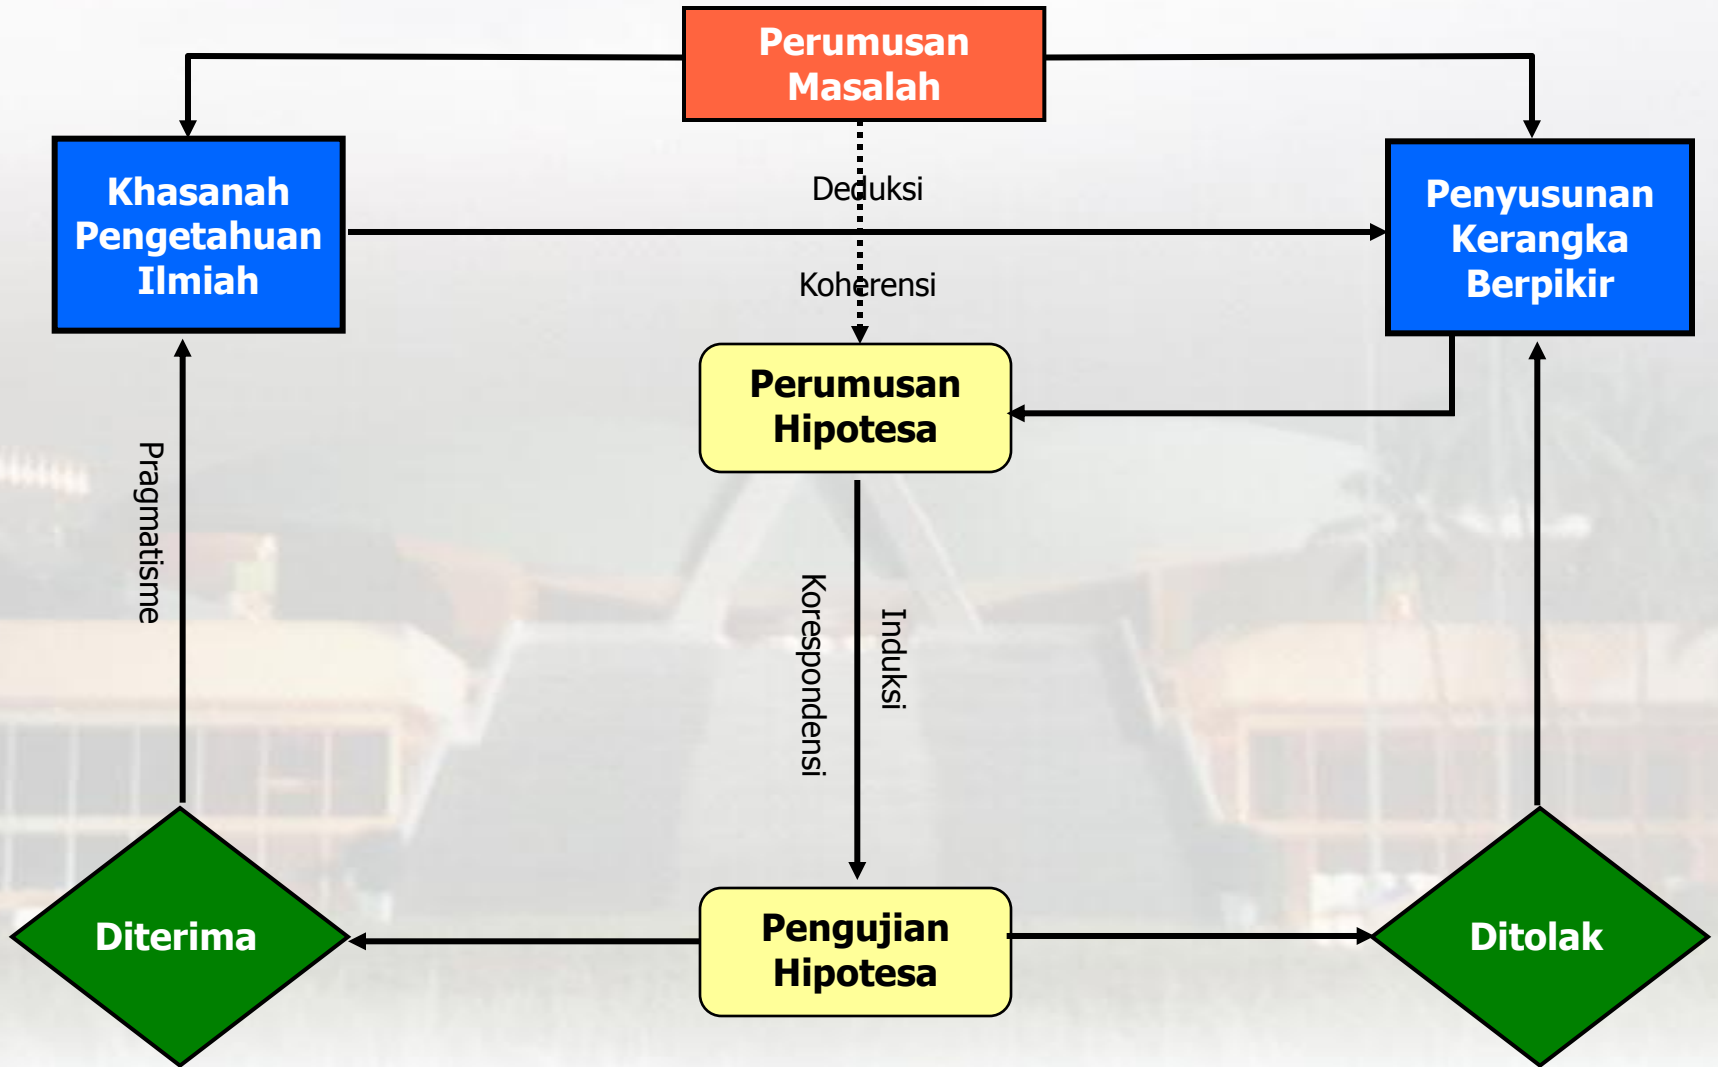 Perumusan
Masalah
Khasanah
Pengetahuan
Ilmiah
Deduksi
Koherensi
Penyusunan
Kerangka
Berpikir
Perumusan
Hipotesa
Pragmatisme
Korespondensi
Induksi
Diterima
Pengujian
Hipotesa
Ditolak